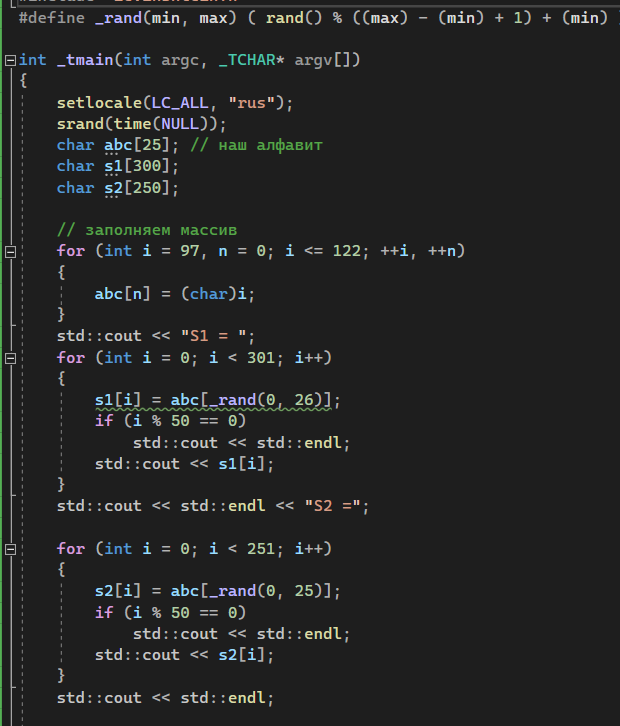 #define _rand(min, max) ( rand() % ((max) - (min) + 1) + (min) )
int _tmain(int argc, _TCHAR* argv[])
{
setlocale(LC_ALL, "rus");
srand(time(NULL));
char abc[25]; // наш алфавит
char s1[300];
char s2[250];
// заполняем массив
for (int i = 97, n = 0; i <= 122; ++i, ++n)
{
abc[n] = (char)i;
}
std::cout << "S1 = ";
for (int i = 0; i < 301; i++)
{
s1[i] = abc[_rand(0, 26)];
if (i % 50 == 0)
std::cout << std::endl;
std::cout << s1[i];
}
std::cout << std::endl << "S2 =";
for (int i = 0; i < 251; i++)
{
s2[i] = abc[_rand(0, 25)];
if (i % 50 == 0)
std::cout << std::endl;
std::cout << s2[i];
}
std::cout << std::endl;